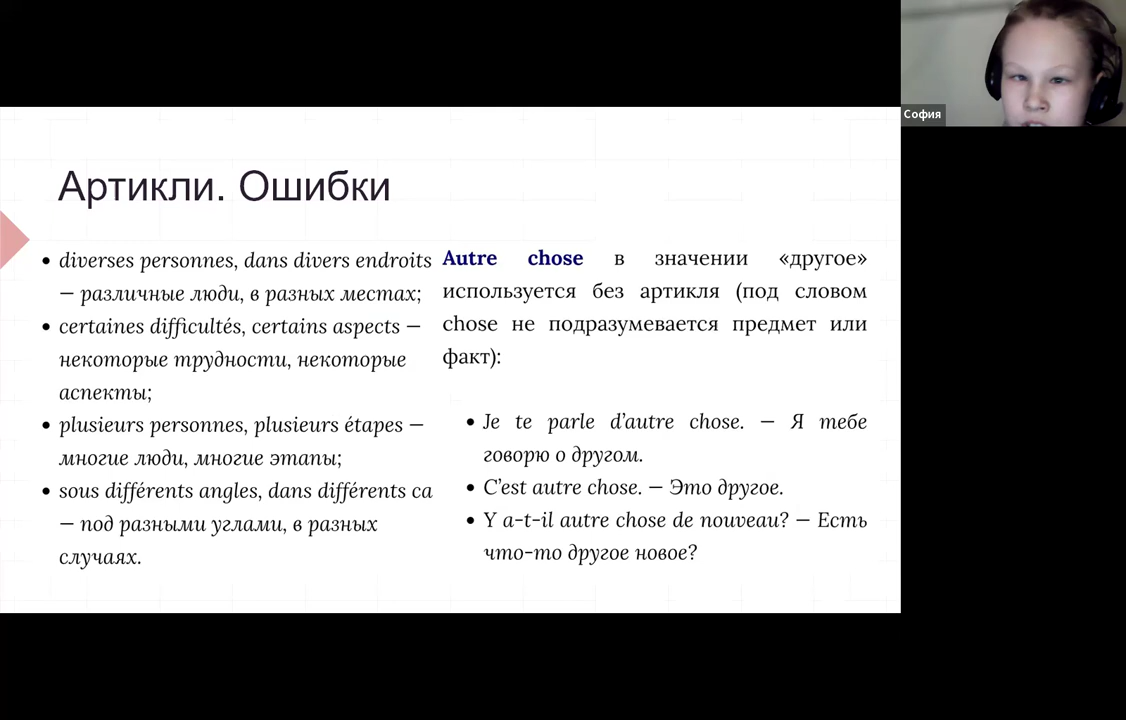 София
Артикли. Ошибки
diverses personnes, dans divers endroits
— различные люди, в разных местах;
certaines difficultés, certains aspects —
некоторые трудности, некоторые
аспекты;
plusieurs personnes, plusieurs étapes —
многие люди, многие этапы;
sous différents angles, dans différents ca
— под разными углами, в разных
случаях.
Autre chose в значении «другое»
используется без артикля (под словом
chose не подразумевается предмет или
факт):
Je te parle d’autre chose. — Я тебе
говорю о другом.
C’est autre chose. — Это другое.
Y a-t-il autre chose de nouveau? — Есть
что-то другое новое?